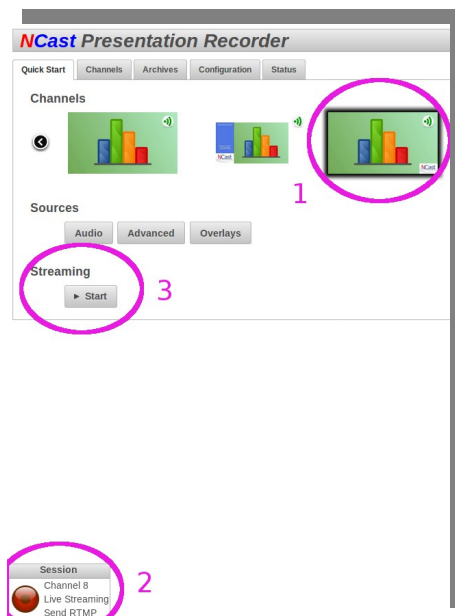 NCast Presentation Recorder
Quick Start Channels Archives Configuration Status
Channels
NCast
NCast
1
Sources
Audio Advanced Overlays
Streaming
Start
3
Session
Channel 8
Live Streaming
Send RTMP
2